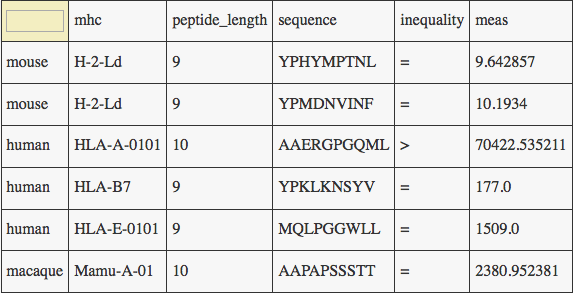 mhc peptide_length sequence inequality meas
mouse H-2-Ld 9 YPHYMPTNL = 9.642857
mouse H-2-Ld 9 YPMDNVINF = 10.1934
human HLA-A-0101 10 AAERGPGQML > 70422.535211
human HLA-B7 9 YPKLKNSYV = 177.0
human HLA-E-0101 9 MQLPGGWLL = 1509.0
macaque Mamu-A-01 10 AAPAPSSSTT = 2380.952381